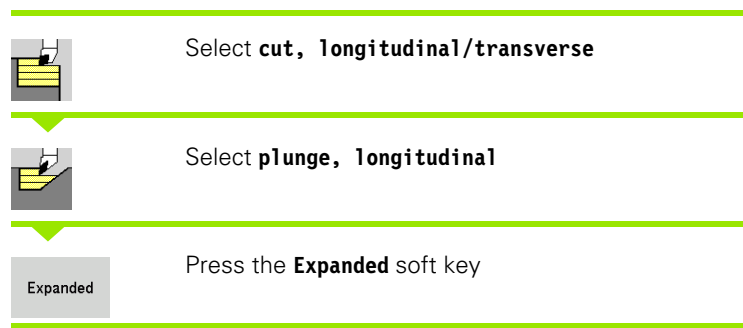 Select cut, longitudinal/transverse
Select plunge, longitudinal
Press the Expanded soft key
Expanded